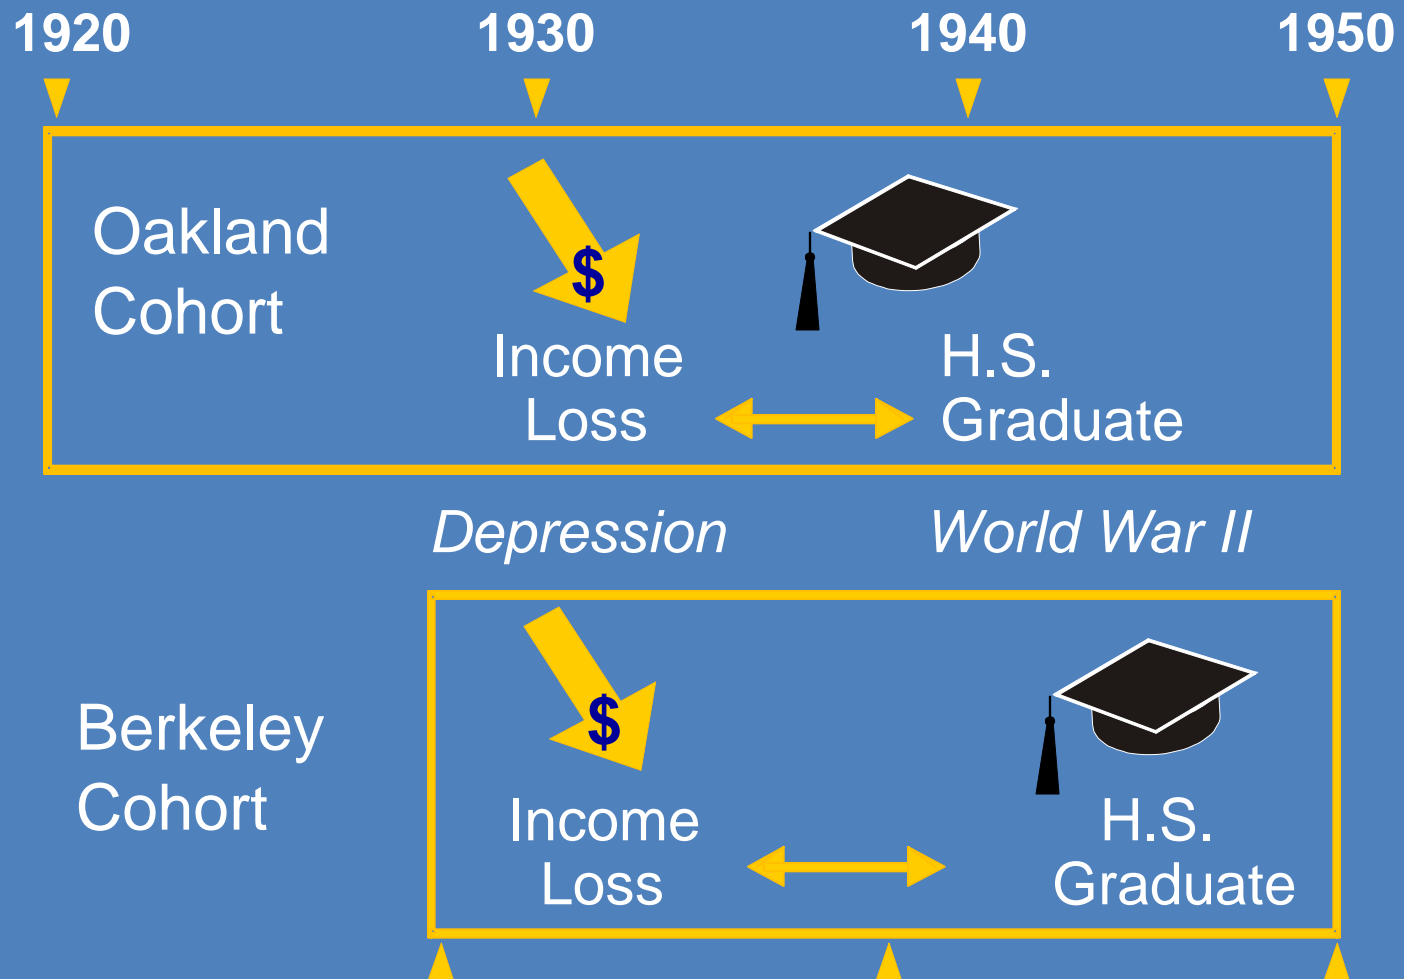 1920 1930 1940 1950
Oakland
Cohort
$
Income
Loss
H.S.
Graduate
Depression World War II
Berkeley
Cohort
$
Income
Loss
H.S.
Graduate